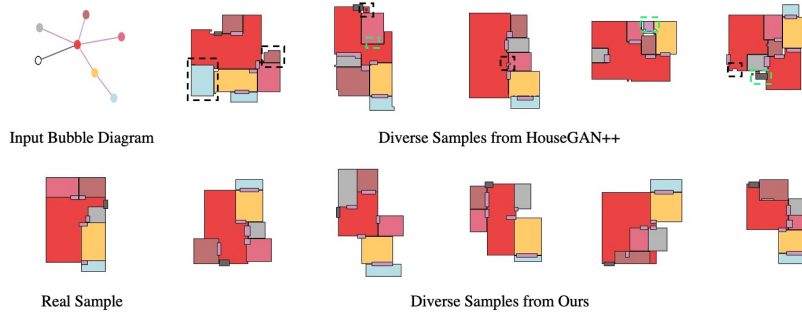 Input Bubble Diagram
Diverse Samples from HouseGAN++
Real Sample
Diverse Samples from Ours